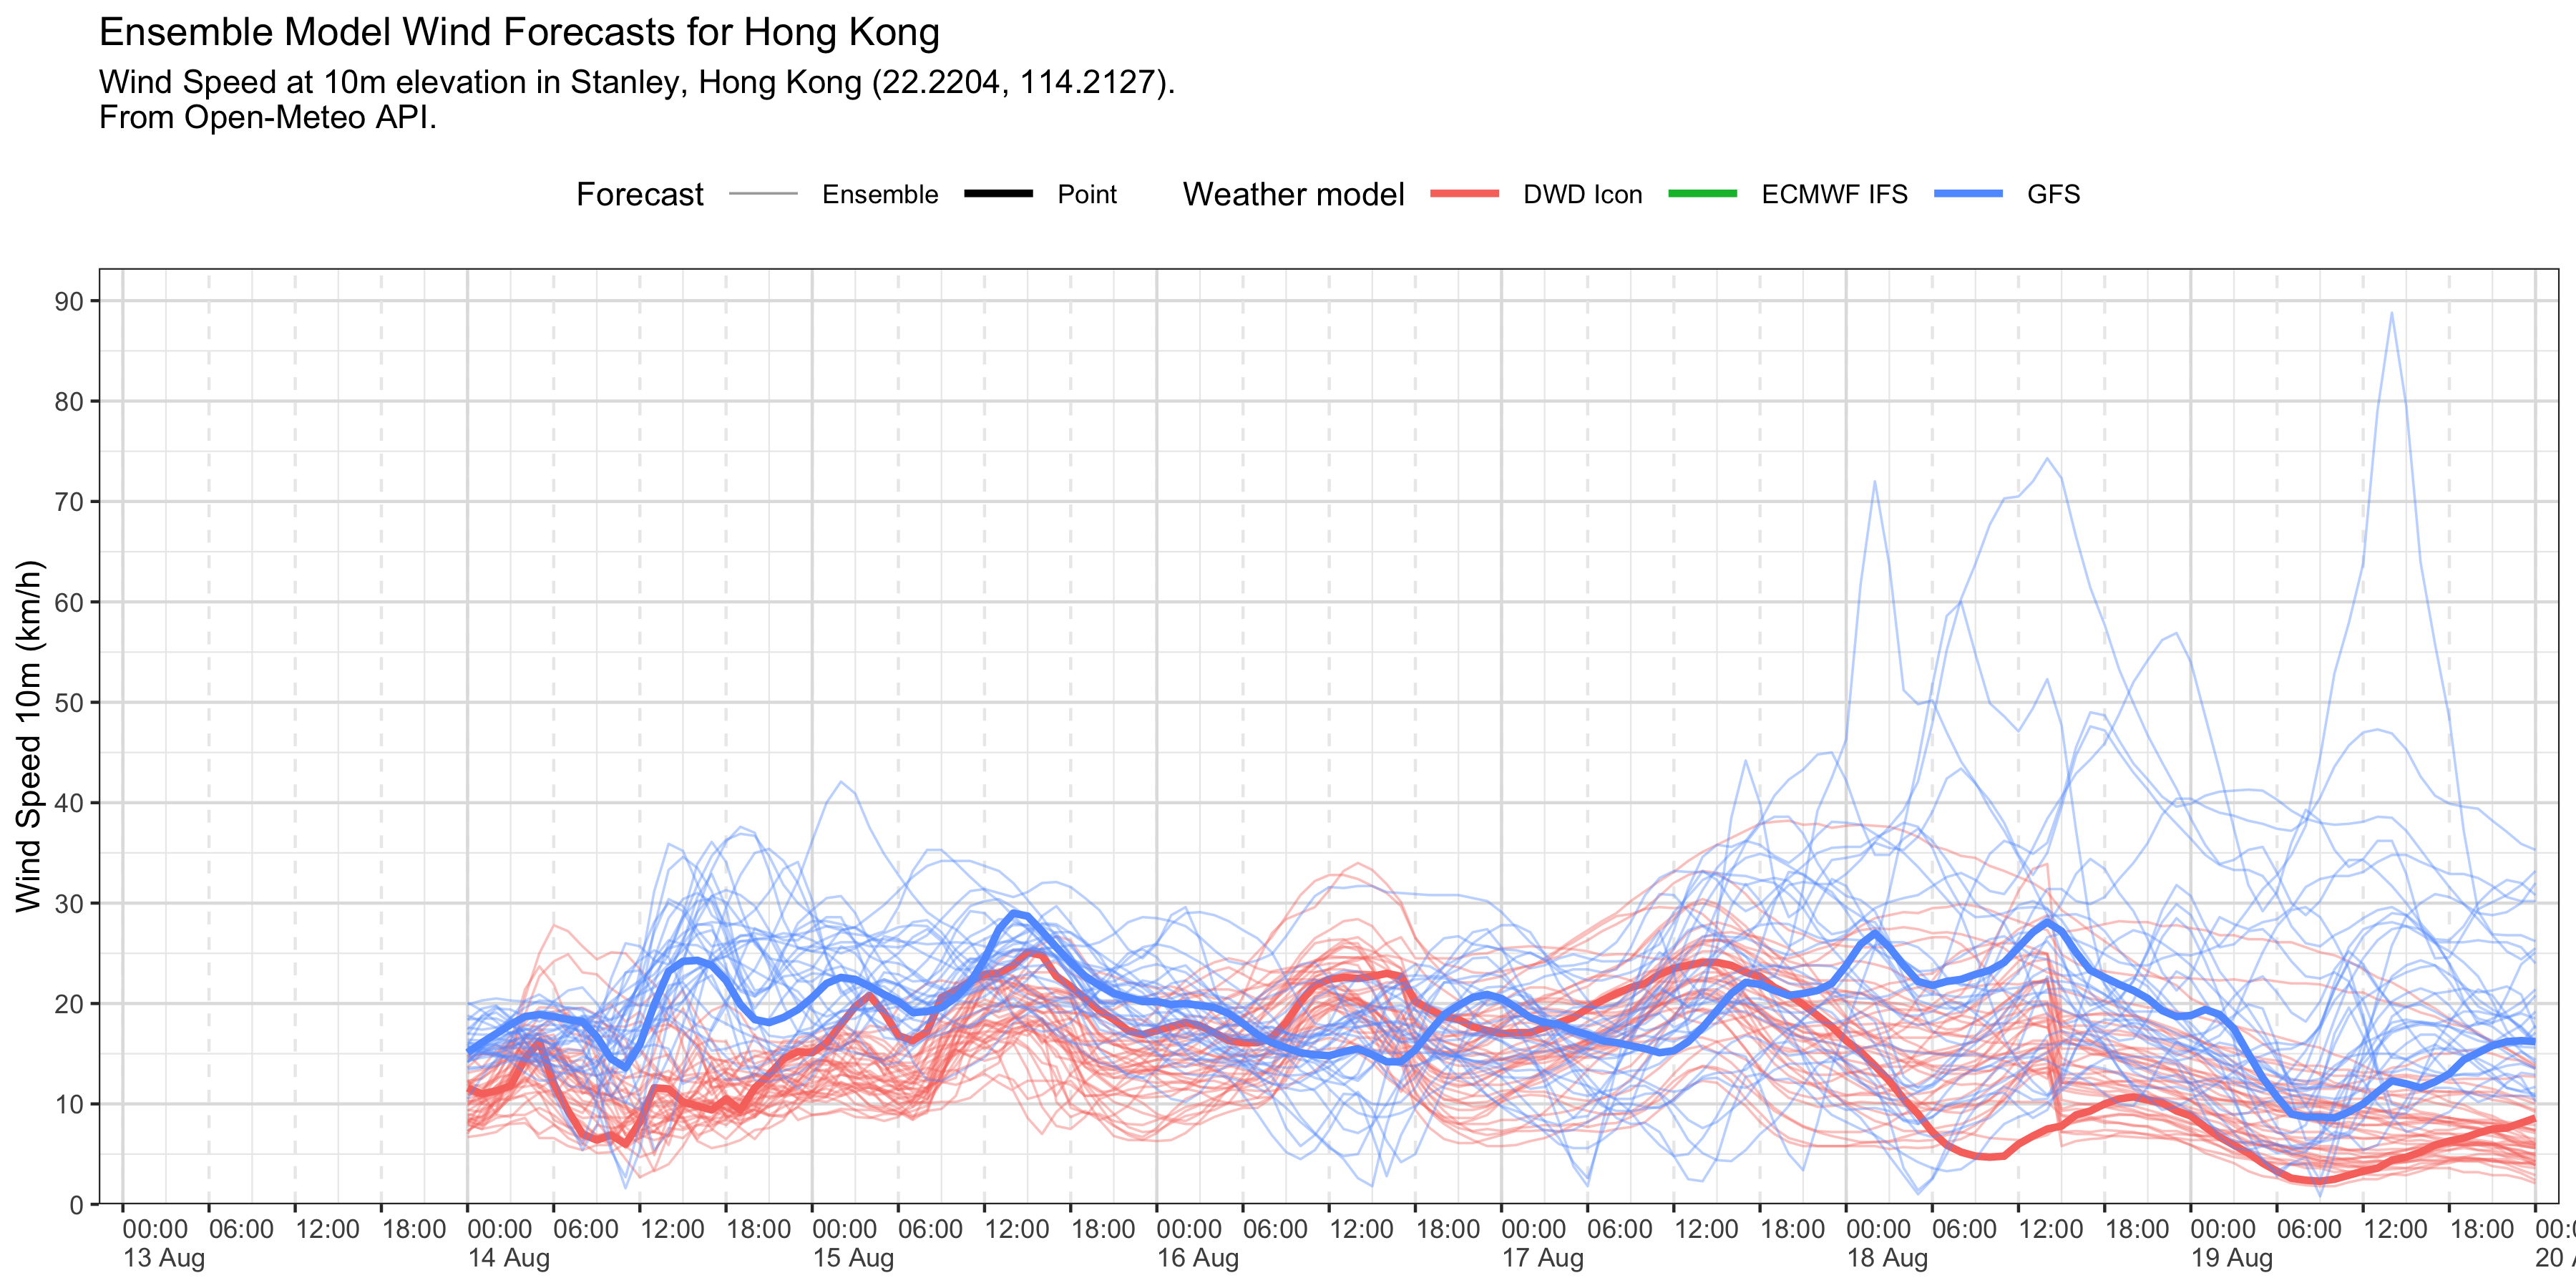 Ensemble Model Wind Forecasts for Hong Kong
Wind Speed at 10m elevation in Stanley, Hong Kong (22.2204, 114.2127).
From Open-Meteo API.
Forecast Ensemble Point Weather model DWD Icon ECMWF IFS GFS
Wind Speed 10m (km/h)
90
80
70
60
50
40
30
20
10
0
00:00 06:00 12:00 18:00 00:00 06:00 12:00 18:00 00:00 06:00 12:00 18:00 00:00 06:00 12:00 18:00 00:00 06:00 12:00 18:00 00:00 06:00 12:00 18:00 00:00 06:00 12:00 18:00
13 Aug 14 Aug 15 Aug 16 Aug 17 Aug 18 Aug 19 Aug 20